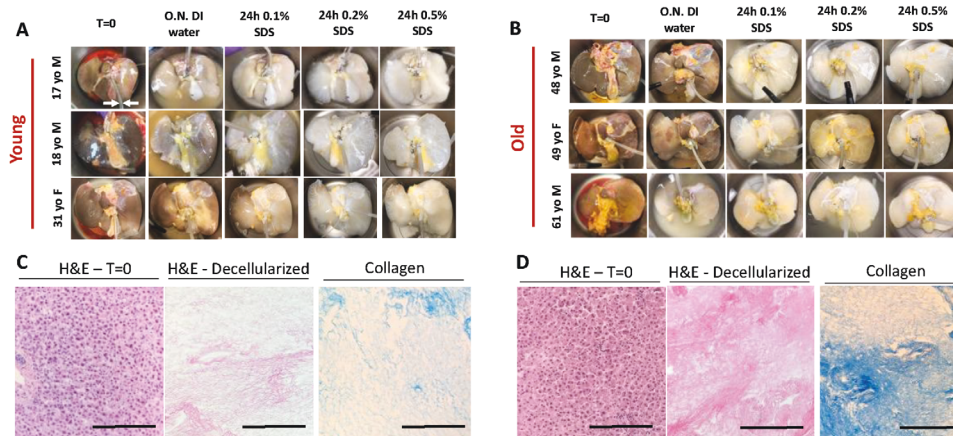 A
T=0
O.N. DI
water
24h 0.1%
SDS
24h 0.2%
SDS
24h 0.5%
SDS
Young
17 yo M
18 yo M
31 yo F
B
T=0
O.N. DI
water
24h 0.1%
SDS
24h 0.2%
SDS
24h 0.5%
SDS
Old
48 yo M
49 yo F
61 yo M
C
H&E – T=0
H&E - Decellularized
Collagen
D
H&E – T=0
H&E - Decellularized
Collagen